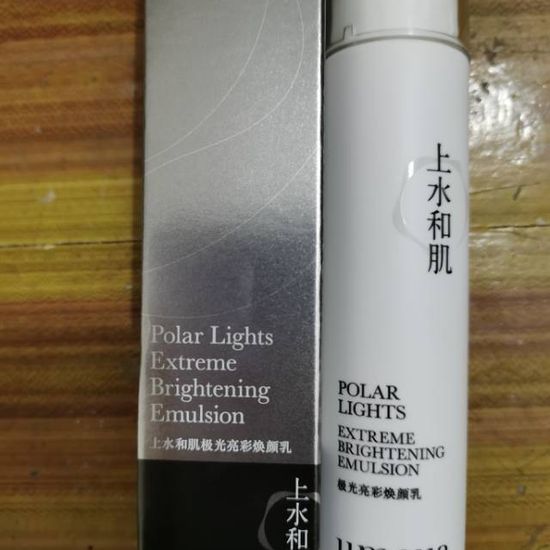 Polar Lights
Extreme
Brightening
Emulsion
上水和肌极光亮彩焕颜乳
上水和肌
上水和肌
POLAR
LIGHTS
EXTREME
BRIGHTENING
EMULSION
极光亮彩焕颜乳